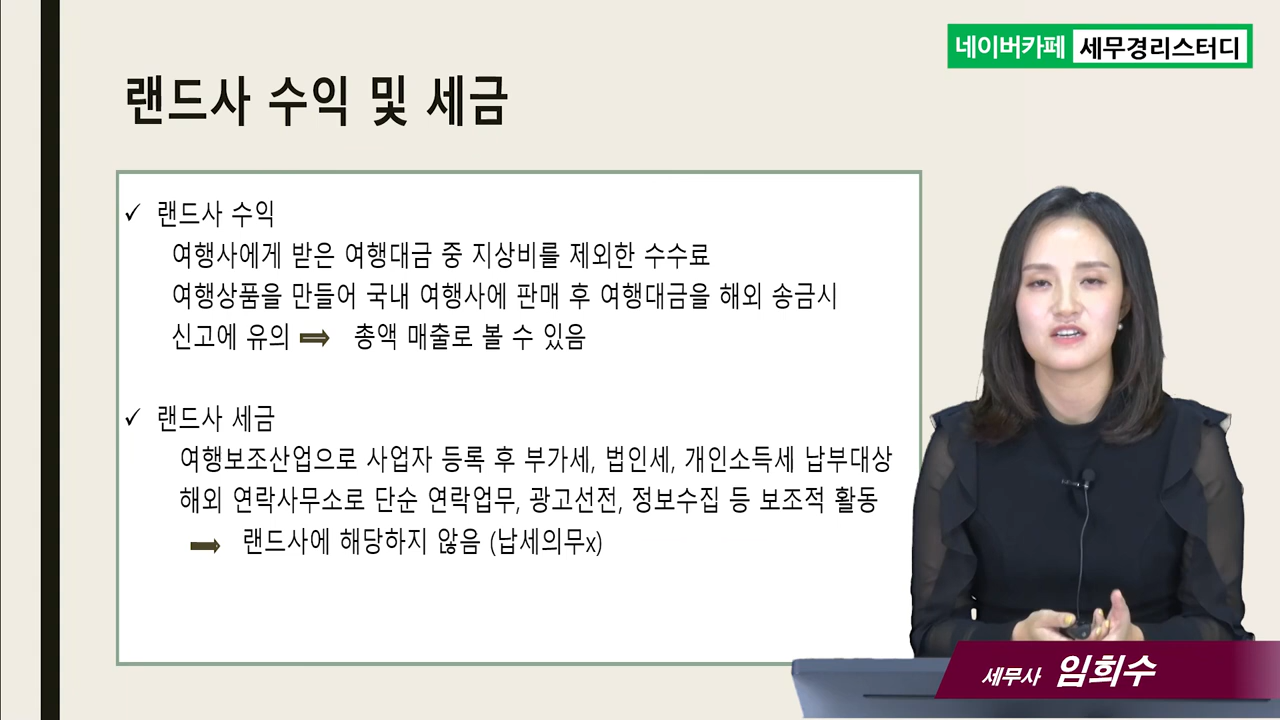 네이버카페 세무경리스터디
랜드사 수익 및 세금
✓ 랜드사 수익
여행사에게 받은 여행대금 중 지상비를 제외한 수수료
여행상품을 만들어 국내 여행사에 판매 후 여행대금을 해외 송금시
신고에 유의 ➡ 총액 매출로 볼 수 있음
✓ 랜드사 세금
여행보조산업으로 사업자 등록 후 부가세, 법인세, 개인소득세 납부대상
해외 연락사무소로 단순 연락업무, 광고선전, 정보수집 등 보조적 활동
➡ 랜드사에 해당하지 않음 (납세의무x)
세무사 임희수